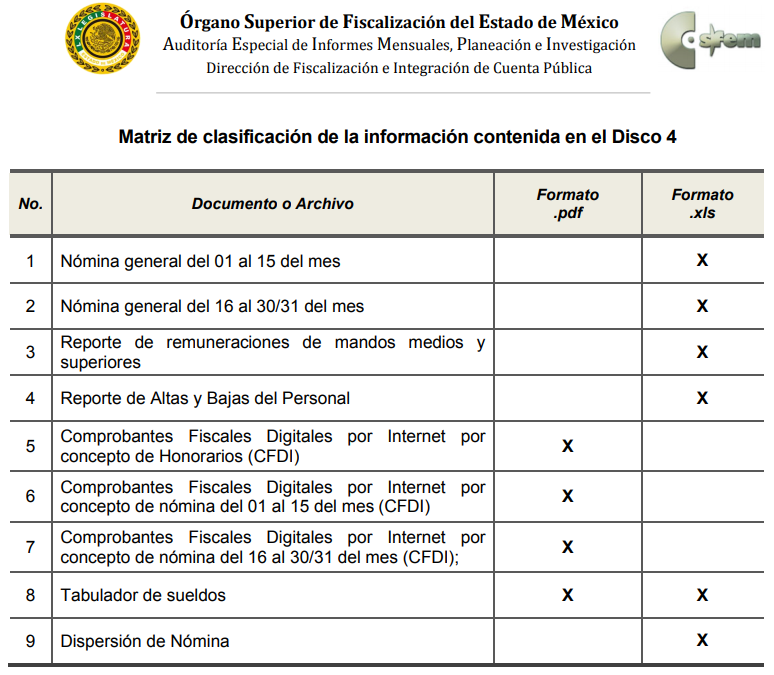 Órgano Superior de Fiscalización del Estado de México
Auditoría Especial de Informes Mensuales, Planeación e Investigación
Dirección de Fiscalización e Integración de Cuenta Pública
osfem
Matriz de clasificación de la información contenida en el Disco 4
No. Documento o Archivo Formato .pdf Formato .xls
1 Nómina general del 01 al 15 del mes X
2 Nómina general del 16 al 30/31 del mes X
3 Reporte de remuneraciones de mandos medios y
superiores X
4 Reporte de Altas y Bajas del Personal X
5 Comprobantes Fiscales Digitales por Internet por
concepto de Honorarios (CFDI) X
6 Comprobantes Fiscales Digitales por Internet por
concepto de nómina del 01 al 15 del mes (CFDI) X
7 Comprobantes Fiscales Digitales por Internet por
concepto de nómina del 16 al 30/31 del mes (CFDI); X
8 Tabulador de sueldos X X
9 Dispersión de Nómina X